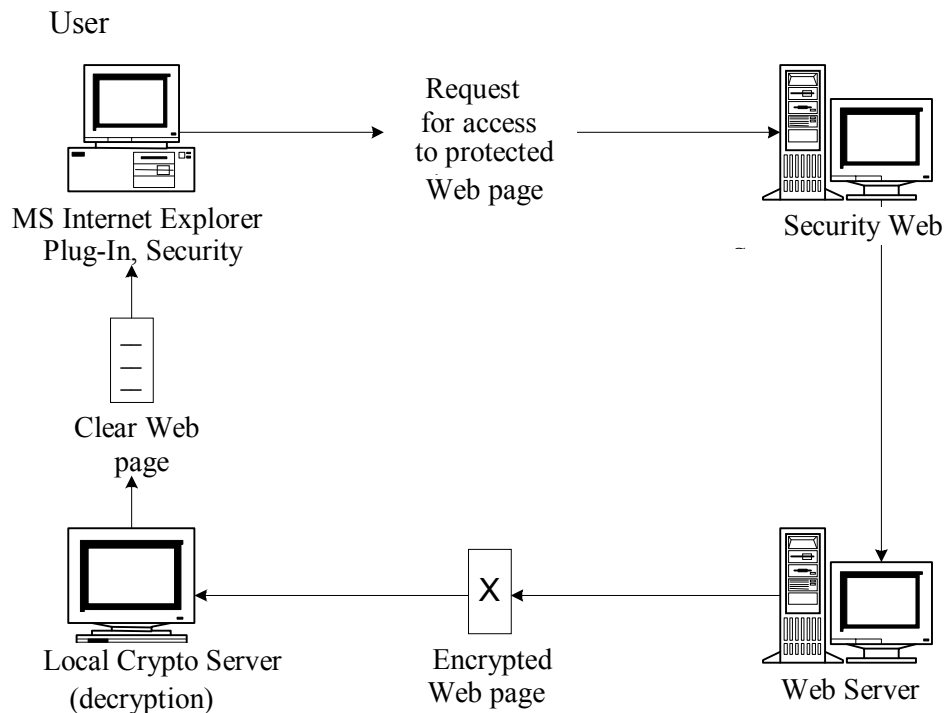 User
Request
for access
to protected
Web page
MS Internet Explorer
Plug-In, Security
Security Web
Clear Web
page
Local Crypto Server
(decryption)
X
Encrypted
Web page
Web Server